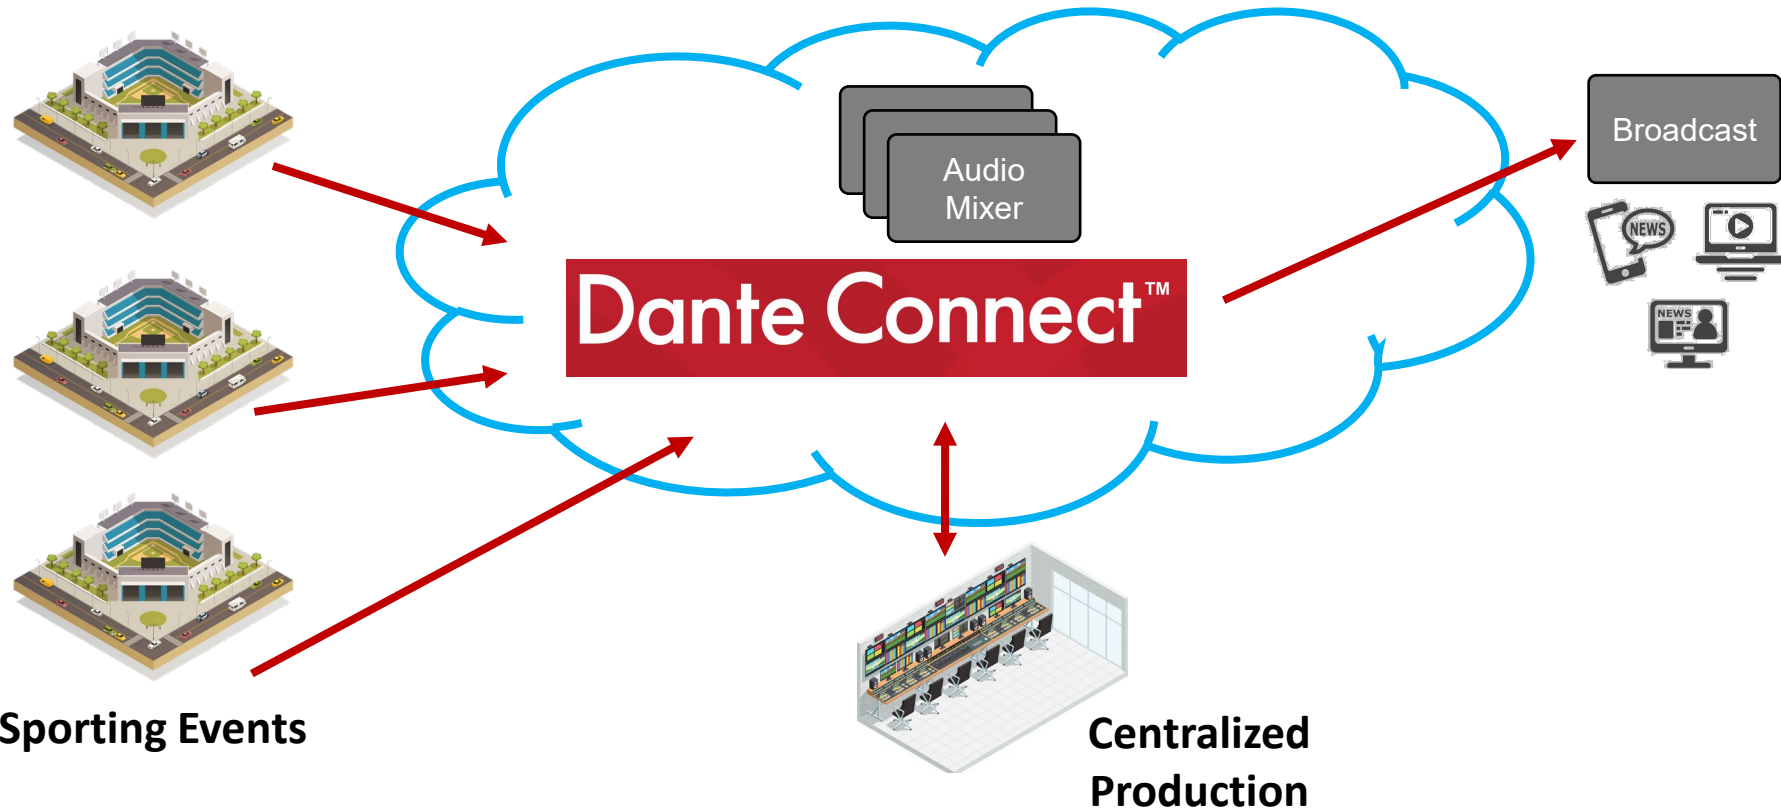 Audio
Mixer
Dante Connect™
Broadcast
NEWS
NEWS
Sporting Events
Centralized
Production